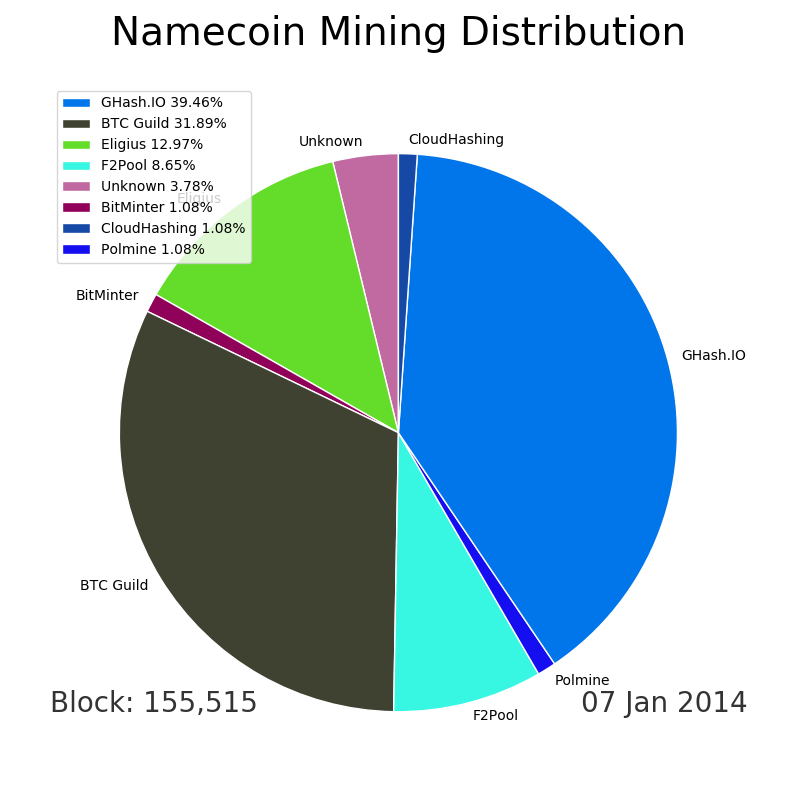 Namecoin Mining Distribution
GHash.IO 39.46%
BTC Guild 31.89%
Eligius 12.97%
F2Pool 8.65%
Unknown 3.78%
BitMinter 1.08%
CloudHashing 1.08%
Polmine 1.08%
Unknown
CloudHashing
Eligius
BitMinter
GHash.IO
BTC Guild
Polmine
F2Pool
Block: 155,515
07 Jan 2014